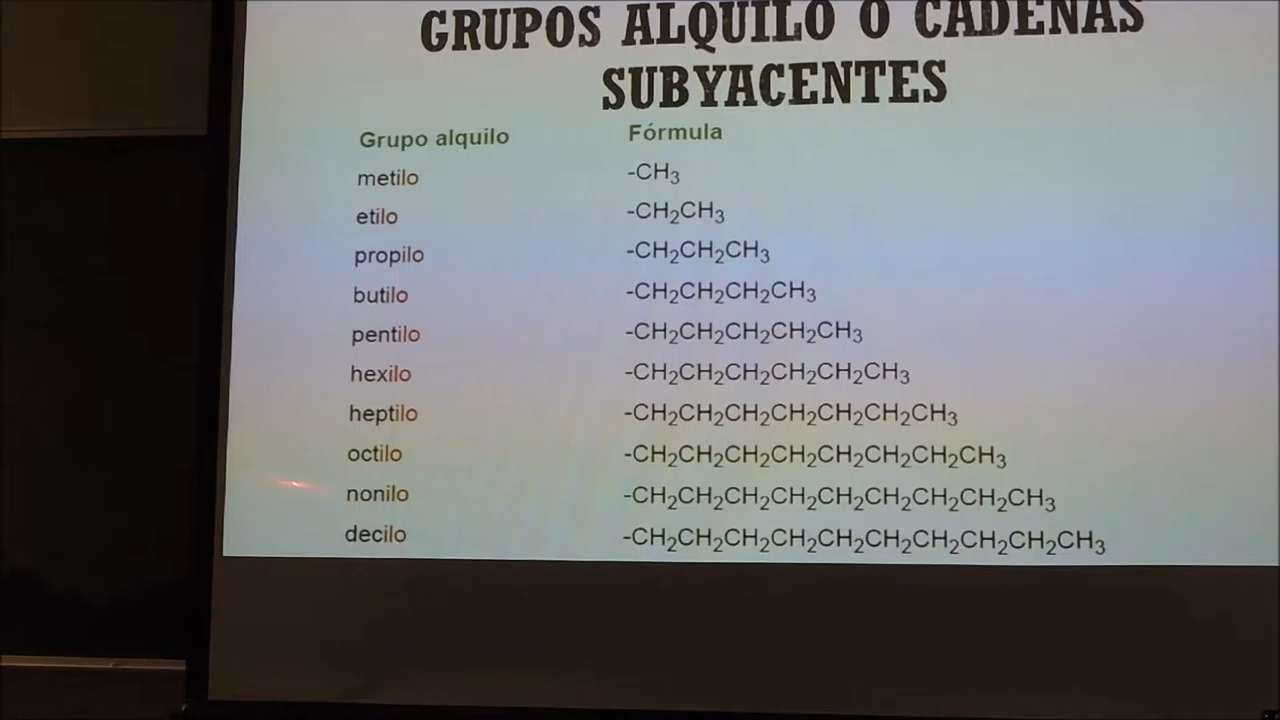 GRUPOS ALQUILO O CADENAS
SUBYACENTES
Grupo alquilo Fórmula
metilo -CH₃
etilo -CH₂CH₃
propilo -CH₂CH₂CH₃
butilo -CH₂CH₂CH₂CH₃
pentilo -CH₂CH₂CH₂CH₂CH₃
hexilo -CH₂CH₂CH₂CH₂CH₂CH₃
heptilo -CH₂CH₂CH₂CH₂CH₂CH₂CH₃
octilo -CH₂CH₂CH₂CH₂CH₂CH₂CH₂CH₃
nonilo -CH₂CH₂CH₂CH₂CH₂CH₂CH₂CH₂CH₃
decilo -CH₂CH₂CH₂CH₂CH₂CH₂CH₂CH₂CH₂CH₃